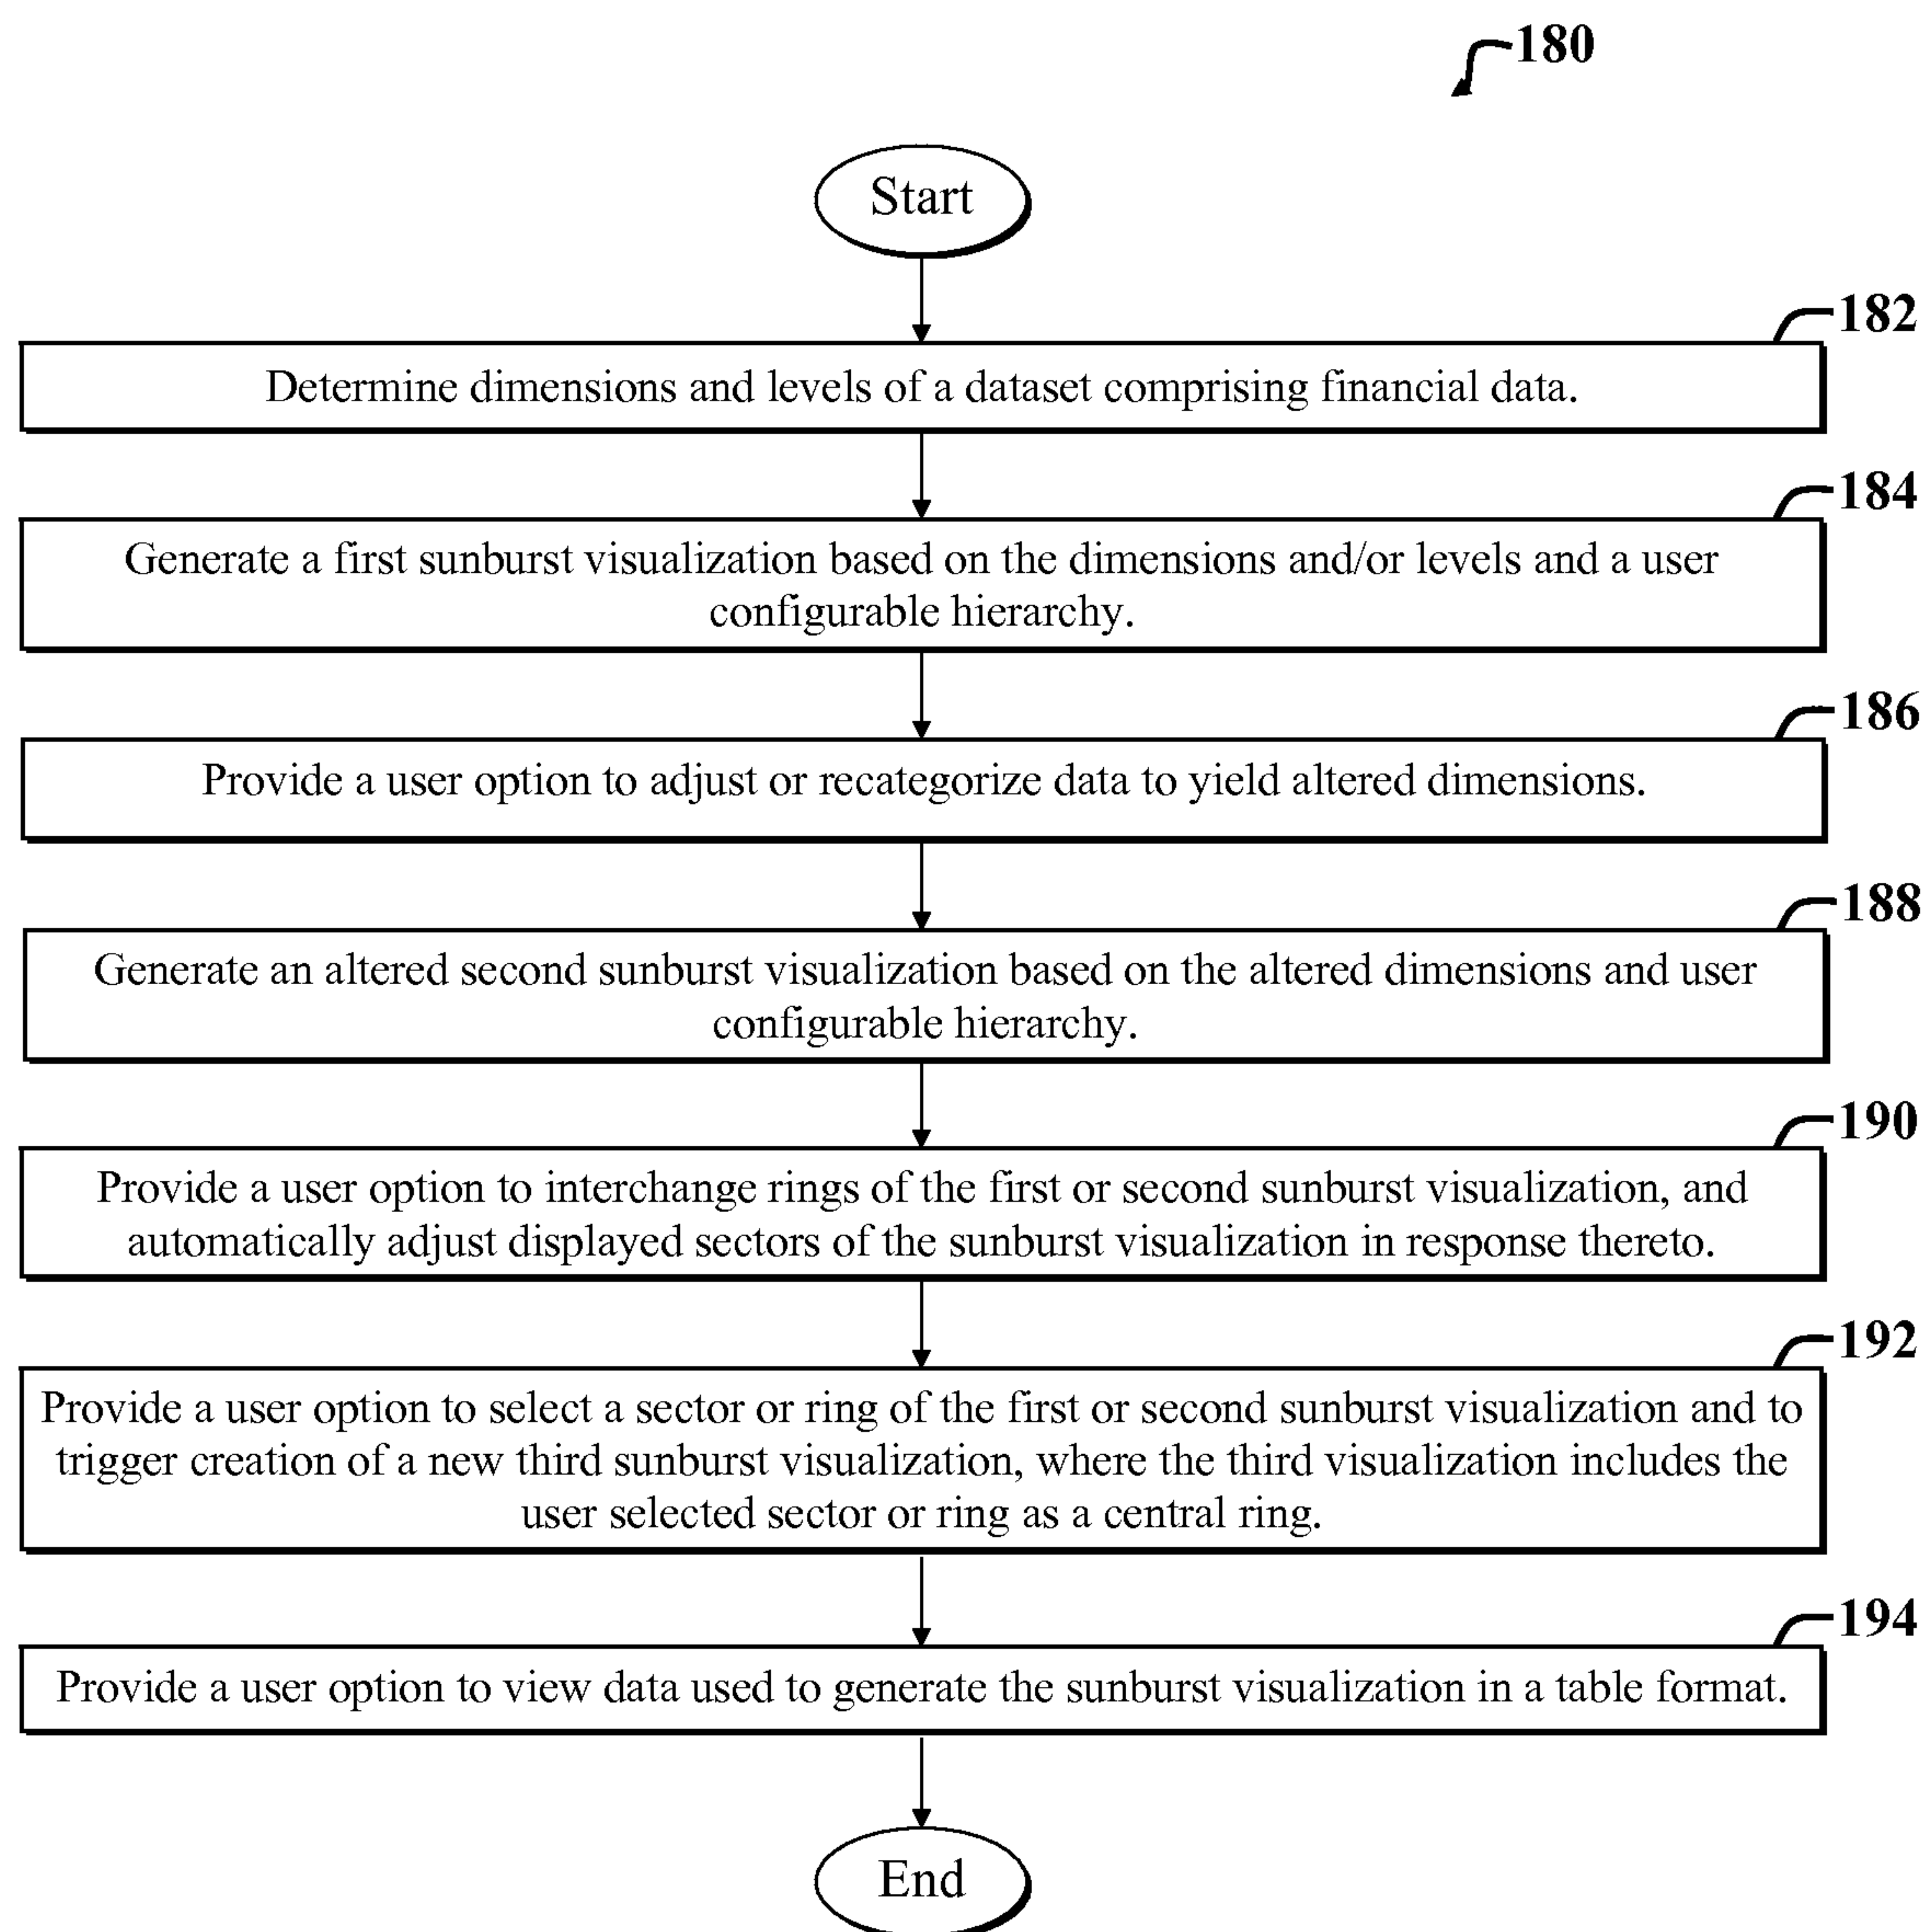 180
Start
182
Determine dimensions and levels of a dataset comprising financial data.
184
Generate a first sunburst visualization based on the dimensions and/or levels and a user
configurable hierarchy.
186
Provide a user option to adjust or recategorize data to yield altered dimensions.
188
Generate an altered second sunburst visualization based on the altered dimensions and user
configurable hierarchy.
190
Provide a user option to interchange rings of the first or second sunburst visualization, and
automatically adjust displayed sectors of the sunburst visualization in response thereto.
192
Provide a user option to select a sector or ring of the first or second sunburst visualization and to
trigger creation of a new third sunburst visualization, where the third visualization includes the
user selected sector or ring as a central ring.
194
Provide a user option to view data used to generate the sunburst visualization in a table format.
End